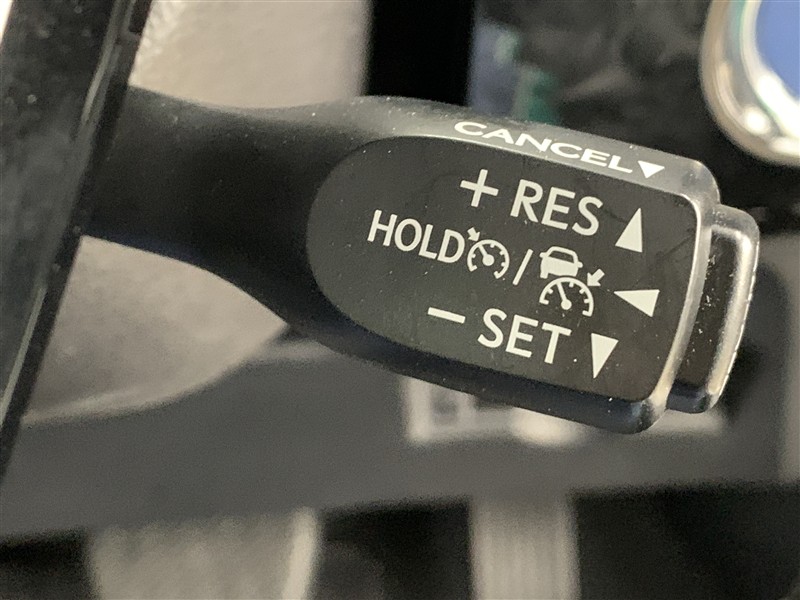 CANCEL▼
+ RES ▲
HOLD / ◀
− SET ▼